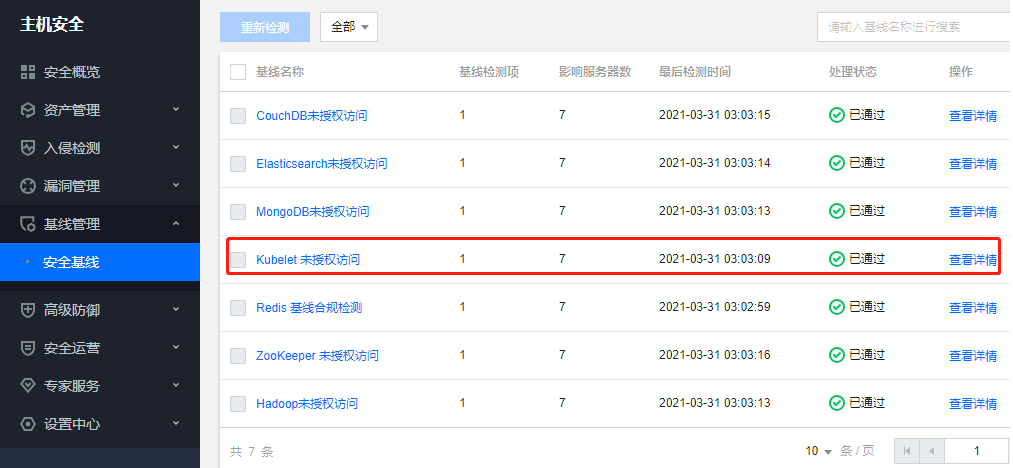 主机安全
安全概览
资产管理
入侵检测
漏洞管理
基线管理
安全基线
高级防御
安全运营
专家服务
设置中心
重新检测 全部 请输入基线名称进行搜索
基线名称 基线检测项 影响服务器数 最后检测时间 处理状态 操作
CouchDB未授权访问 1 7 2021-03-31 03:03:15 已通过 查看详情
Elasticsearch未授权访问 1 7 2021-03-31 03:03:14 已通过 查看详情
MongoDB未授权访问 1 7 2021-03-31 03:03:13 已通过 查看详情
Kubelet 未授权访问 1 7 2021-03-31 03:03:09 已通过 查看详情
Redis 基线合规检测 1 7 2021-03-31 03:02:59 已通过 查看详情
ZooKeeper 未授权访问 1 7 2021-03-31 03:03:16 已通过 查看详情
Hadoop未授权访问 1 7 2021-03-31 03:03:13 已通过 查看详情
共 7 条 10 条 / 页 1